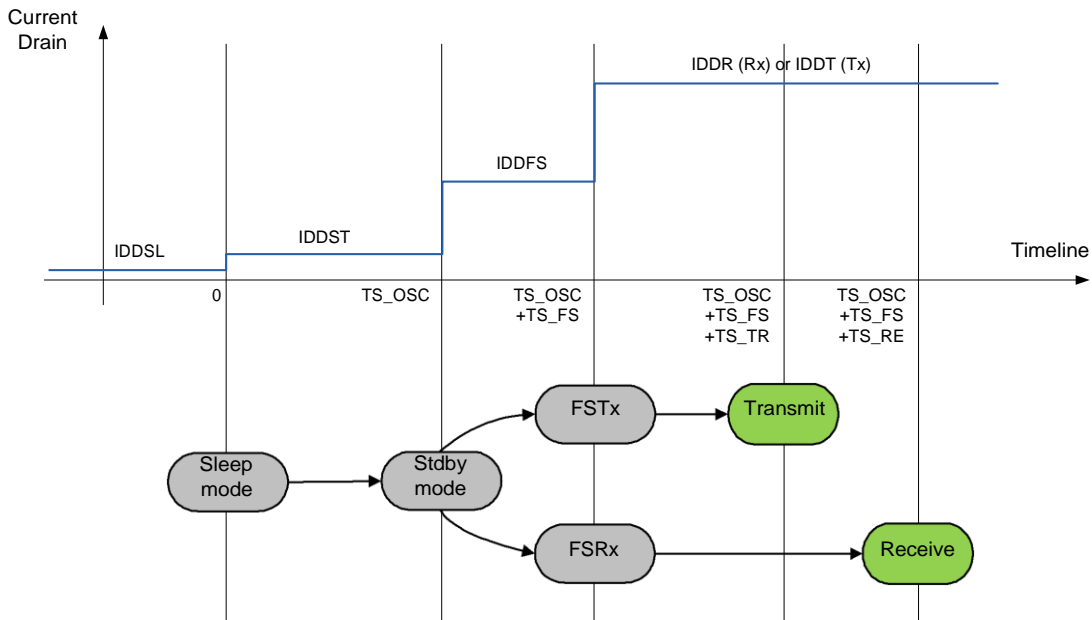 Current
Drain
IDDR (Rx) or IDDT (Tx)
IDDFS
IDDST
IDDSL
Timeline
0
TS_OSC
TS_OSC
+TS_FS
TS_OSC
+TS_FS
+TS_TR
TS_OSC
+TS_FS
+TS_RE
FSTx
Transmit
Sleep
mode
Stdby
mode
FSRx
Receive